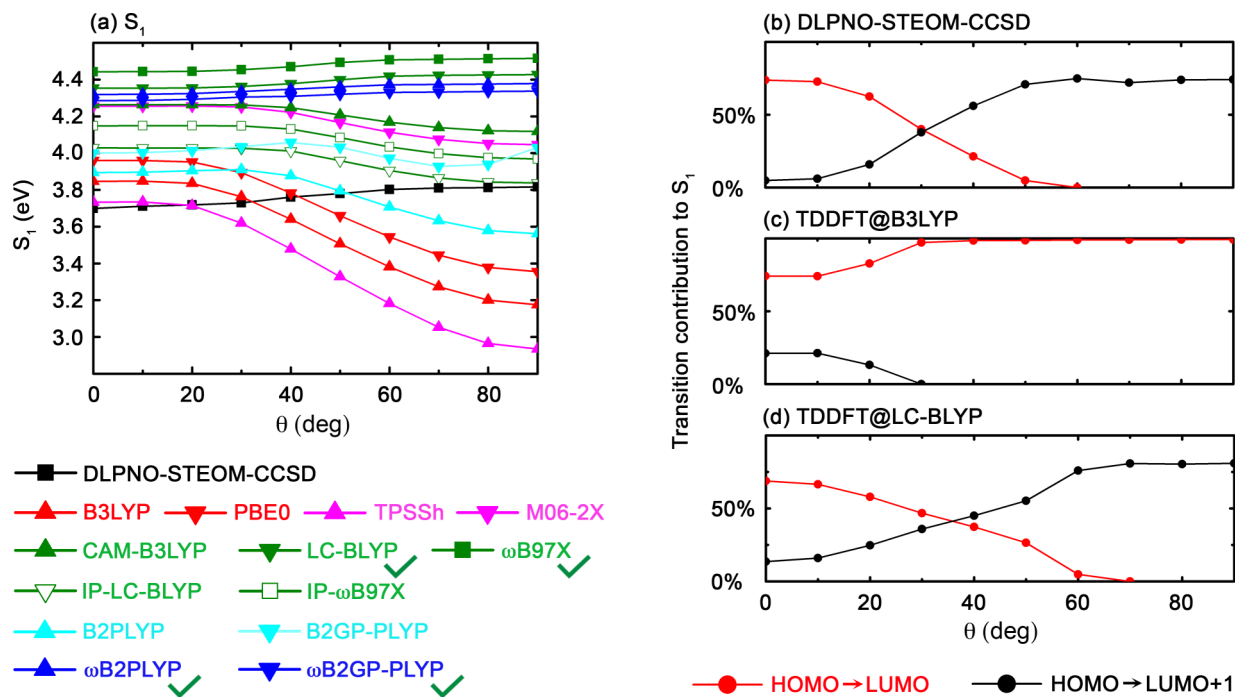 (a) S₁
S₁ (eV)
4.4
4.2
4.0
3.8
3.6
3.4
3.2
3.0
0 20 40 60 80
θ (deg)
DLPNO-STEOM-CCSD
B3LYP PBE0 TPSSh M06-2X
CAM-B3LYP LC-BLYP ωB97X
IP-LC-BLYP IP-ωB97X
B2PLYP B2GP-PLYP
ωB2PLYP ωB2GP-PLYP
Transition contribution to S₁
(b) DLPNO-STEOM-CCSD
50%
0%
(c) TDDFT@B3LYP
50%
0%
(d) TDDFT@LC-BLYP
50%
0%
0 20 40 60 80
θ (deg)
HOMO→LUMO HOMO→LUMO+1